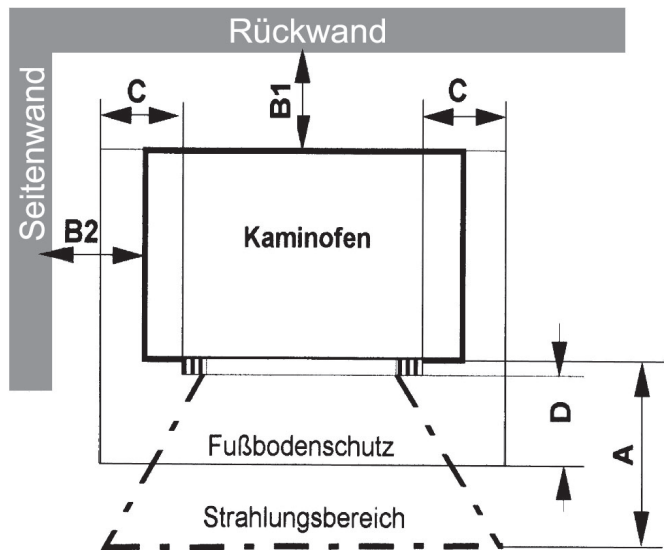 Rückwand
Seitenwand
C
B1
C
B2
Kaminofen
D
A
Fußbodenschutz
Strahlungsbereich